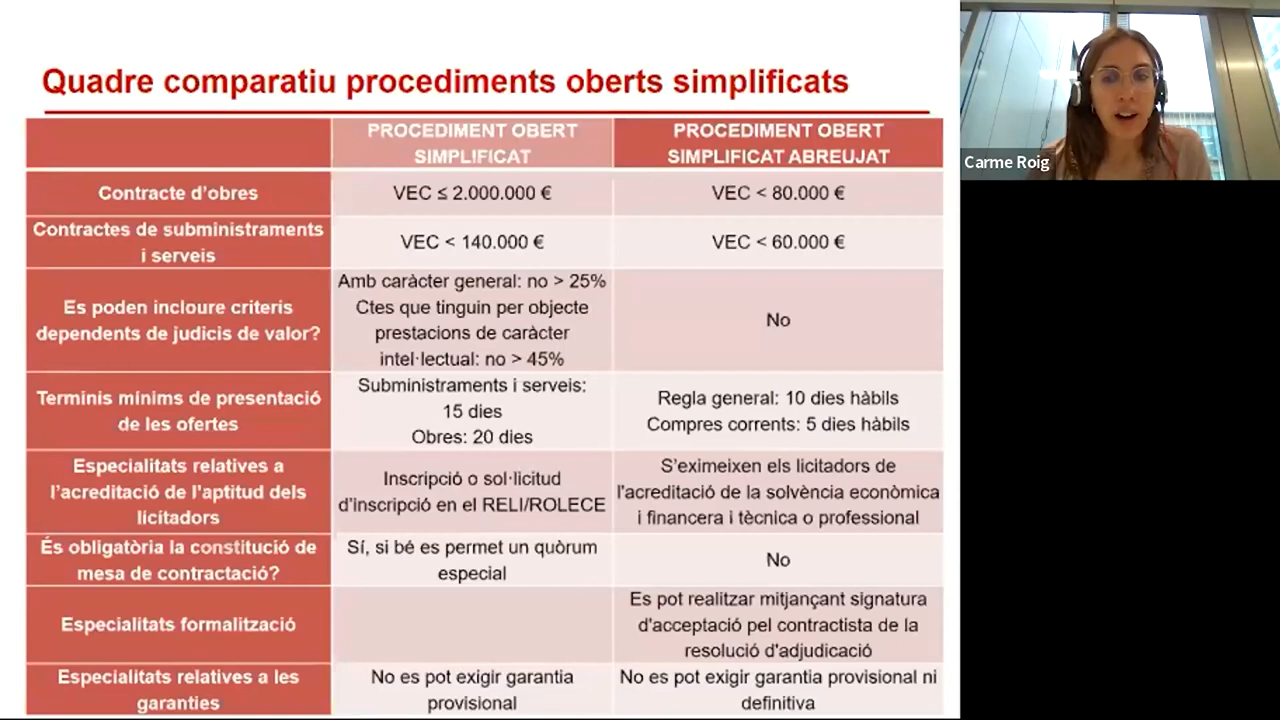 Quadre comparatiu procediments oberts simplificats
PROCEDIMENT OBERT
SIMPLIFICAT
PROCEDIMENT OBERT
SIMPLIFICAT ABREUJAT
Contracte d'obres
VEC ≤ 2.000.000 €
VEC < 80.000 €
Contractes de subministraments
i serveis
VEC < 140.000 €
VEC < 60.000 €
Es poden incloure criteris
dependents de judicis de valor?
Amb caràcter general: no > 25%
Ctes que tinguin per objecte
prestacions de caràcter
intel·lectual: no > 45%
No
Terminis mínims de presentació
de les ofertes
Subministraments i serveis:
15 dies
Obres: 20 dies
Regla general: 10 dies hàbils
Compres corrents: 5 dies hàbils
Especialitats relatives a
l'acreditació de l'aptitud dels
licitadors
Inscripció o sol·licitud
d'inscripció en el RELI/ROLECE
S'eximeixen els licitadors de
l'acreditació de la solvència econòmica
i financera i tècnica o professional
És obligatòria la constitució de
mesa de contractació?
Sí, si bé es permet un quòrum
especial
No
Especialitats formalització
Es pot realitzar mitjançant signatura
d'acceptació pel contractista de la
resolució d'adjudicació
Especialitats relatives a les
garanties
No es pot exigir garantia
provisional
No es pot exigir garantia provisional ni
definitiva
Carme Roig